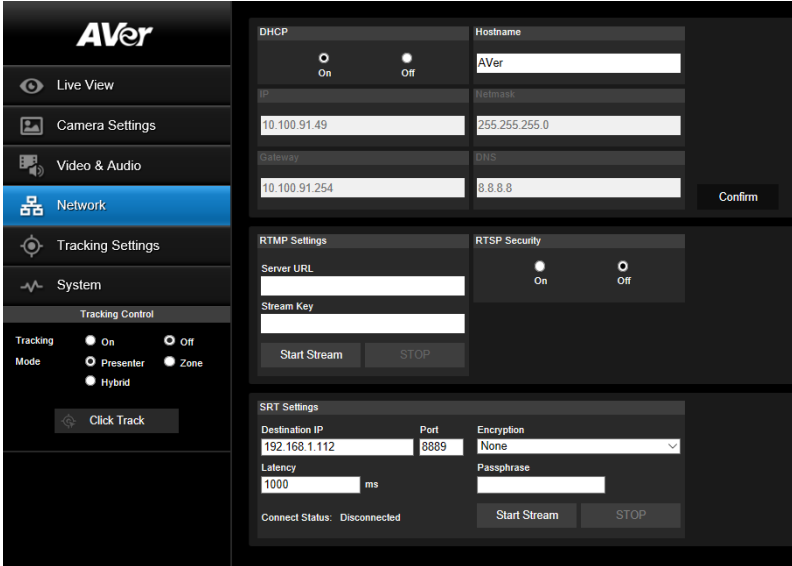 AVer
Live View
Camera Settings
Video & Audio
Network
Tracking Settings
System
Tracking Control
Tracking On Off
Mode Presenter Zone
Hybrid
Click Track
DHCP Hostname
On Off AVer
IP Netmask
10.100.91.49 255.255.255.0
Gateway DNS
10.100.91.254 8.8.8.8
Confirm
RTMP Settings RTSP Security
Server URL
On Off
Stream Key
Start Stream STOP
SRT Settings
Destination IP Port Encryption
192.168.1.112 8889 None
Latency Passphrase
1000 ms
Connect Status: Disconnected Start Stream STOP